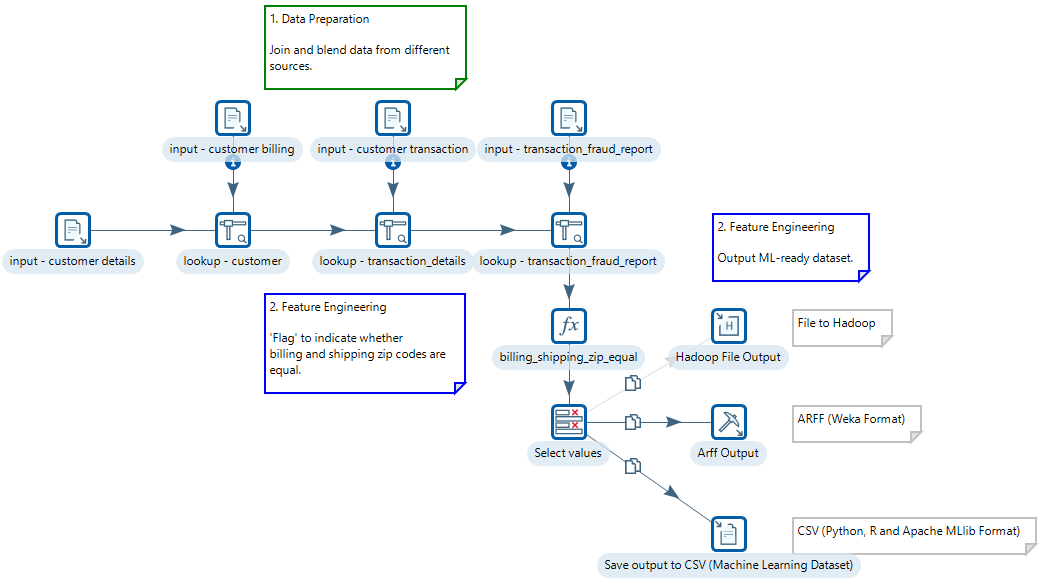 1. Data Preparation
Join and blend data from different
sources.
input - customer billing
input - customer transaction
input - transaction_fraud_report
input - customer details
lookup - customer
lookup - transaction_details
lookup - transaction_fraud_report
2. Feature Engineering
Output ML-ready dataset.
2. Feature Engineering
'Flag' to indicate whether
billing and shipping zip codes are
equal.
fx
billing_shipping_zip_equal
H
Hadoop File Output
File to Hadoop
Select values
Arff Output
ARFF (Weka Format)
Save output to CSV (Machine Learning Dataset)
CSV (Python, R and Apache MLlib Format)